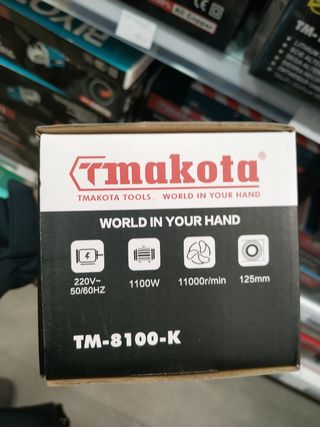 Tmakota®
TMAKOTA TOOLS, WORLD IN YOUR HAND
WORLD IN YOUR HAND
220V~
50/60HZ
1100W
11000r/min
125mm
TM-8100-K